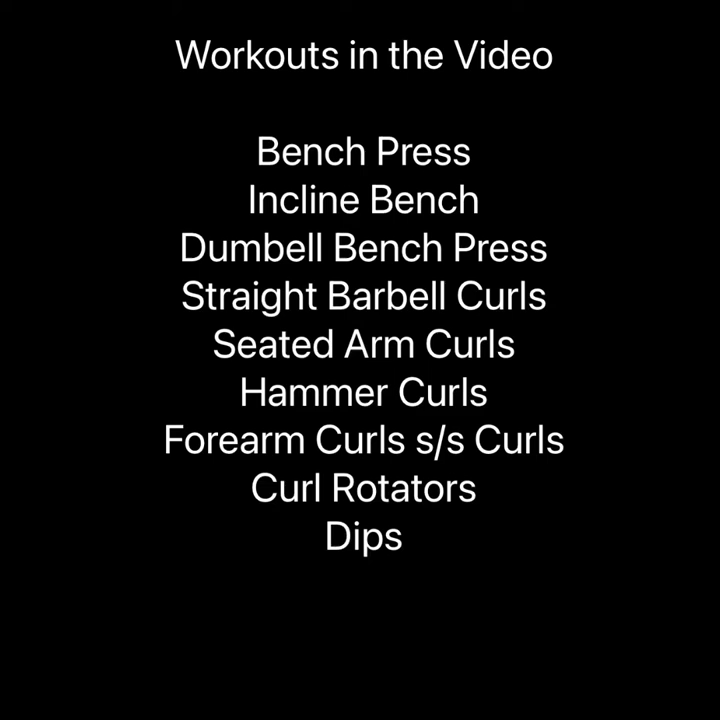 Workouts in the Video
Bench Press
Incline Bench
Dumbell Bench Press
Straight Barbell Curls
Seated Arm Curls
Hammer Curls
Forearm Curls s/s Curls
Curl Rotators
Dips